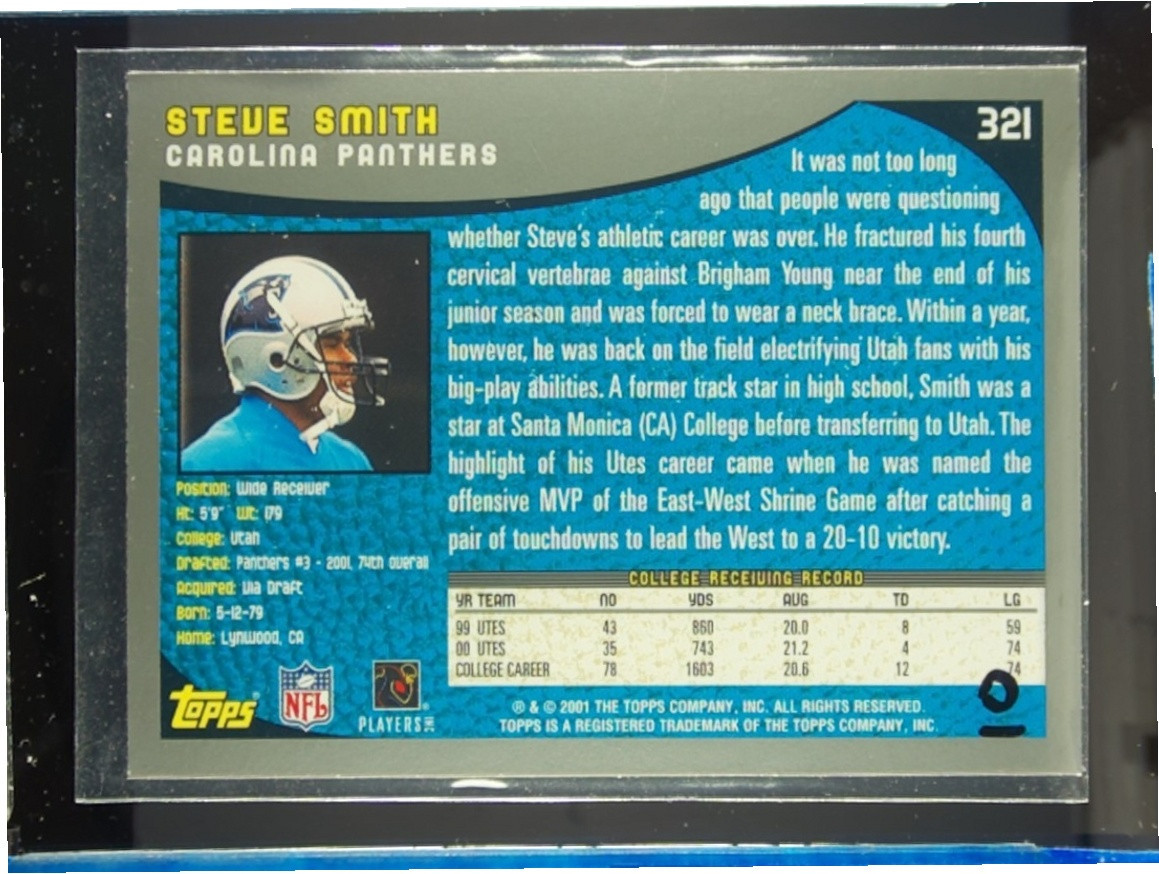 STEVE SMITH
CAROLINA PANTHERS
321
It was not too long
ago that people were questioning
whether Steve's athletic career was over. He fractured his fourth
cervical vertebrae against Brigham Young near the end of his
junior season and was forced to wear a neck brace. Within a year,
however, he was back on the field electrifying Utah fans with his
big-play abilities. A former track star in high school, Smith was a
star at Santa Monica (CA) College before transferring to Utah. The
highlight of his Utes career came when he was named the
offensive MVP of the East-West Shrine Game after catching a
pair of touchdowns to lead the West to a 20-10 victory.
Position: Wide Receiver
Ht: 5'9" Wt: 179
College: Utah
Drafted: Panthers #3 - 2001, 74th overall
Acquired: Via Draft
Born: 5-12-79
Home: Lynwood, CA
COLLEGE RECEIVING RECORD
YR TEAM NO YDS AVG TD LG
99 UTES 43 860 20.0 8 59
00 UTES 35 743 21.2 4 74
COLLEGE CAREER 78 1603 20.6 12 74
Topps®
NFL
PLAYERS INC
® & © 2001 THE TOPPS COMPANY, INC. ALL RIGHTS RESERVED.
TOPPS IS A REGISTERED TRADEMARK OF THE TOPPS COMPANY, INC.
0